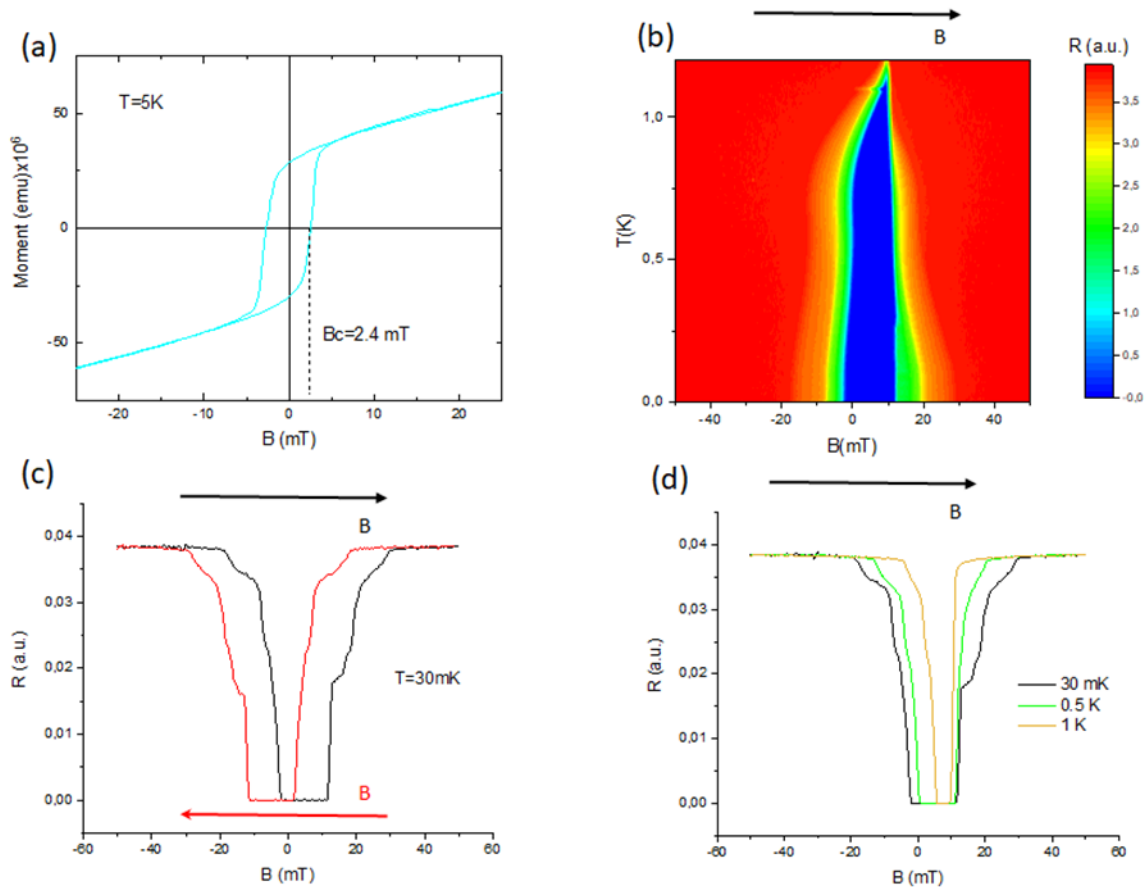 (a)
T=5K
Moment (emu)x10⁶
50
0
-50
Bc=2.4 mT
-20 -10 0 10 20
B (mT)
(b)
B
R (a.u.)
T(K)
1,0
0,5
0,0
-40 -20 0 20 40
B(mT)
3,5
3,0
2,5
2,0
1,5
1,0
0,5
-0,0
(c)
B
R (a.u.)
0,04
0,03
0,02
0,01
0,00
T=30mK
B
-60 -40 -20 0 20 40 60
B (mT)
(d)
B
R (a.u.)
0,04
0,03
0,02
0,01
0,00
30 mK
0.5 K
1 K
-60 -40 -20 0 20 40 60
B (mT)